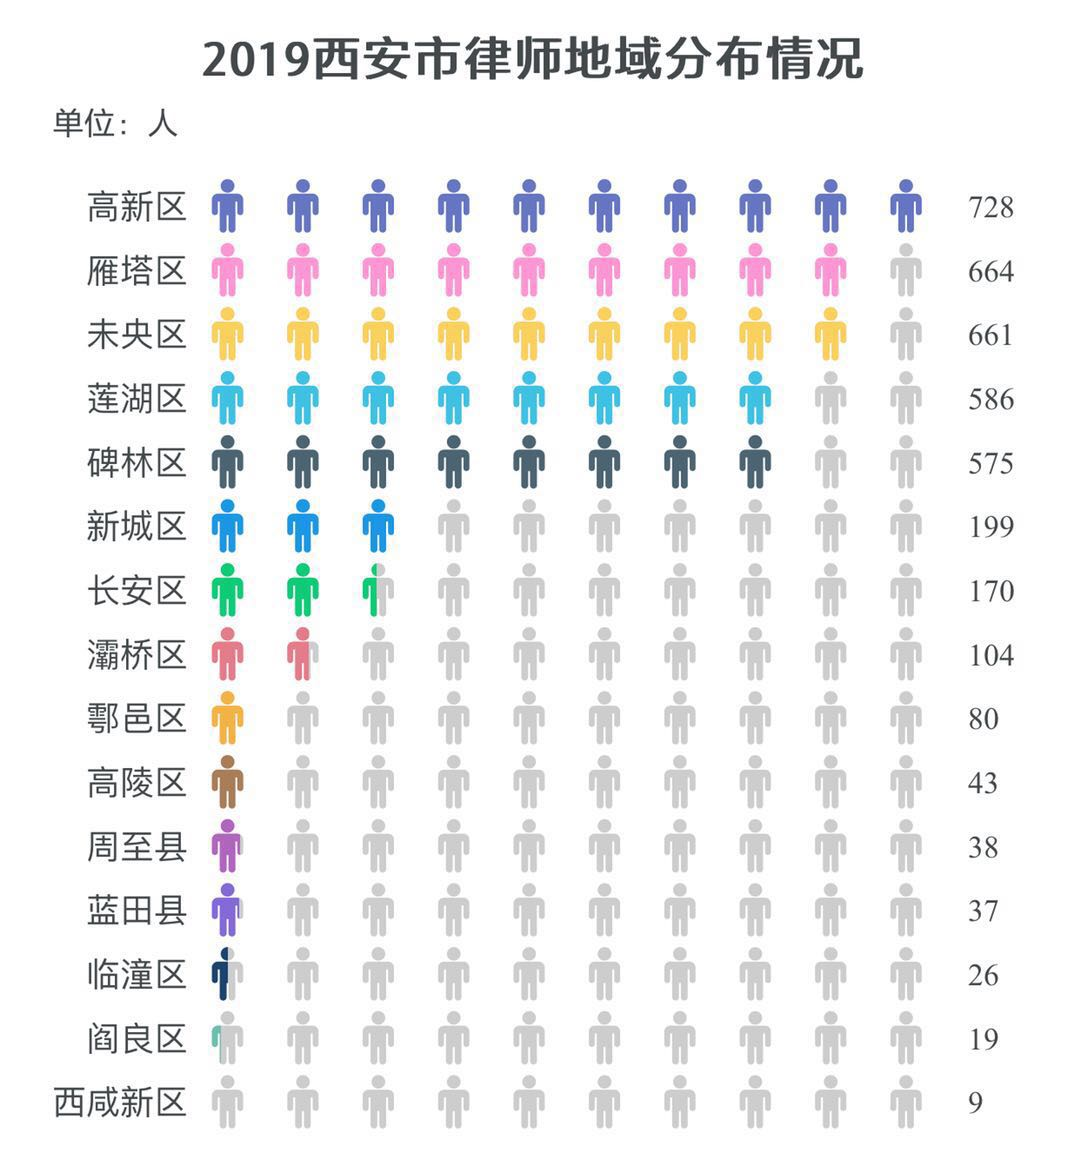 2019西安市律师地域分布情况
单位：人
高新区 728
雁塔区 664
未央区 661
莲湖区 586
碑林区 575
新城区 199
长安区 170
灞桥区 104
鄠邑区 80
高陵区 43
周至县 38
蓝田县 37
临潼区 26
阎良区 19
西咸新区 9